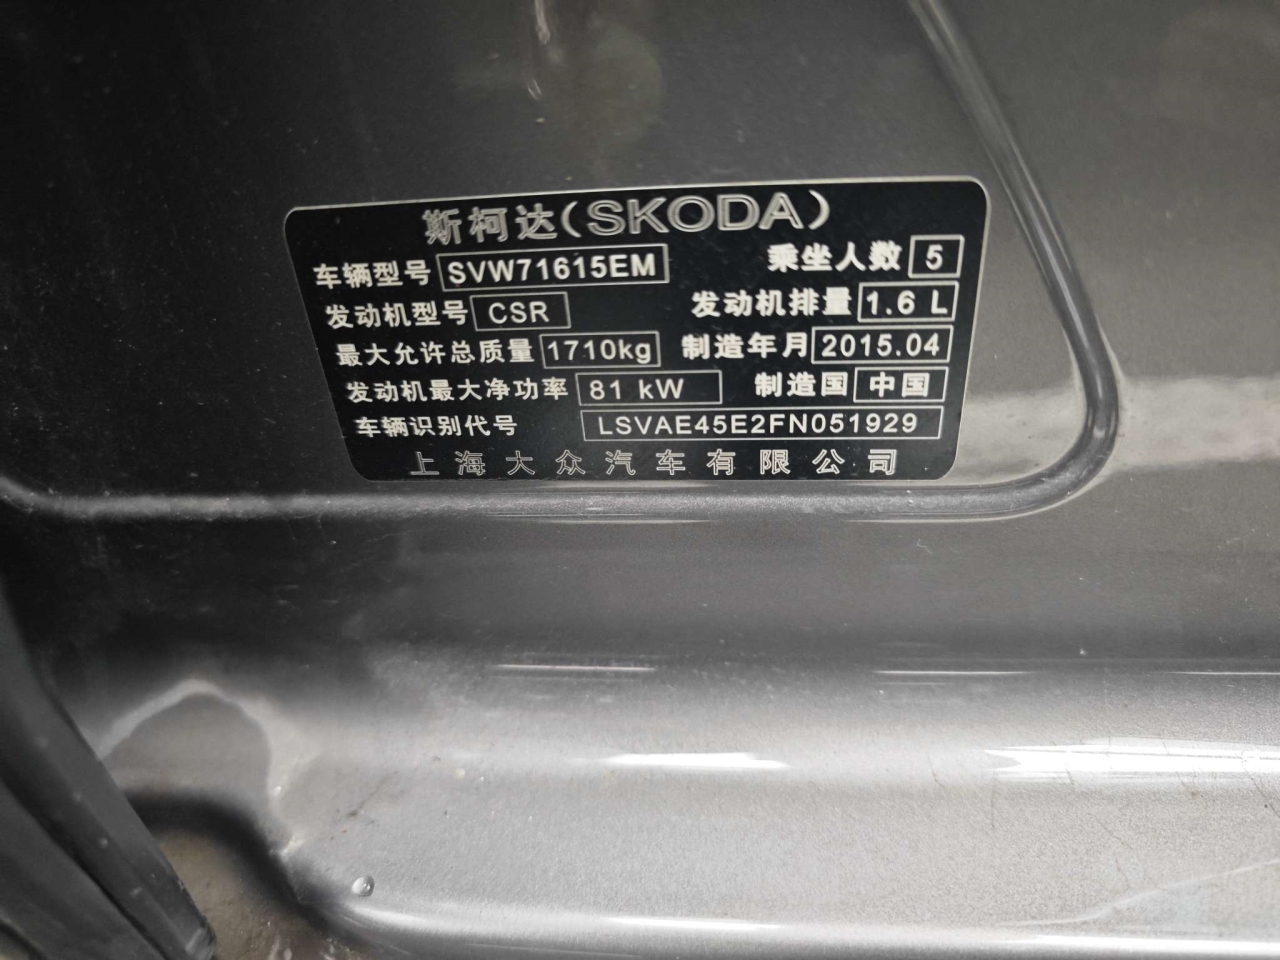 斯柯达(SKODA)
车辆型号 SVW71615EM 乘坐人数 5
发动机型号 CSR 发动机排量 1.6 L
最大允许总质量 1710kg 制造年月 2015.04
发动机最大净功率 81 kW 制造国 中国
车辆识别代号 LSVAE45E2FN051929
上海大众汽车有限公司